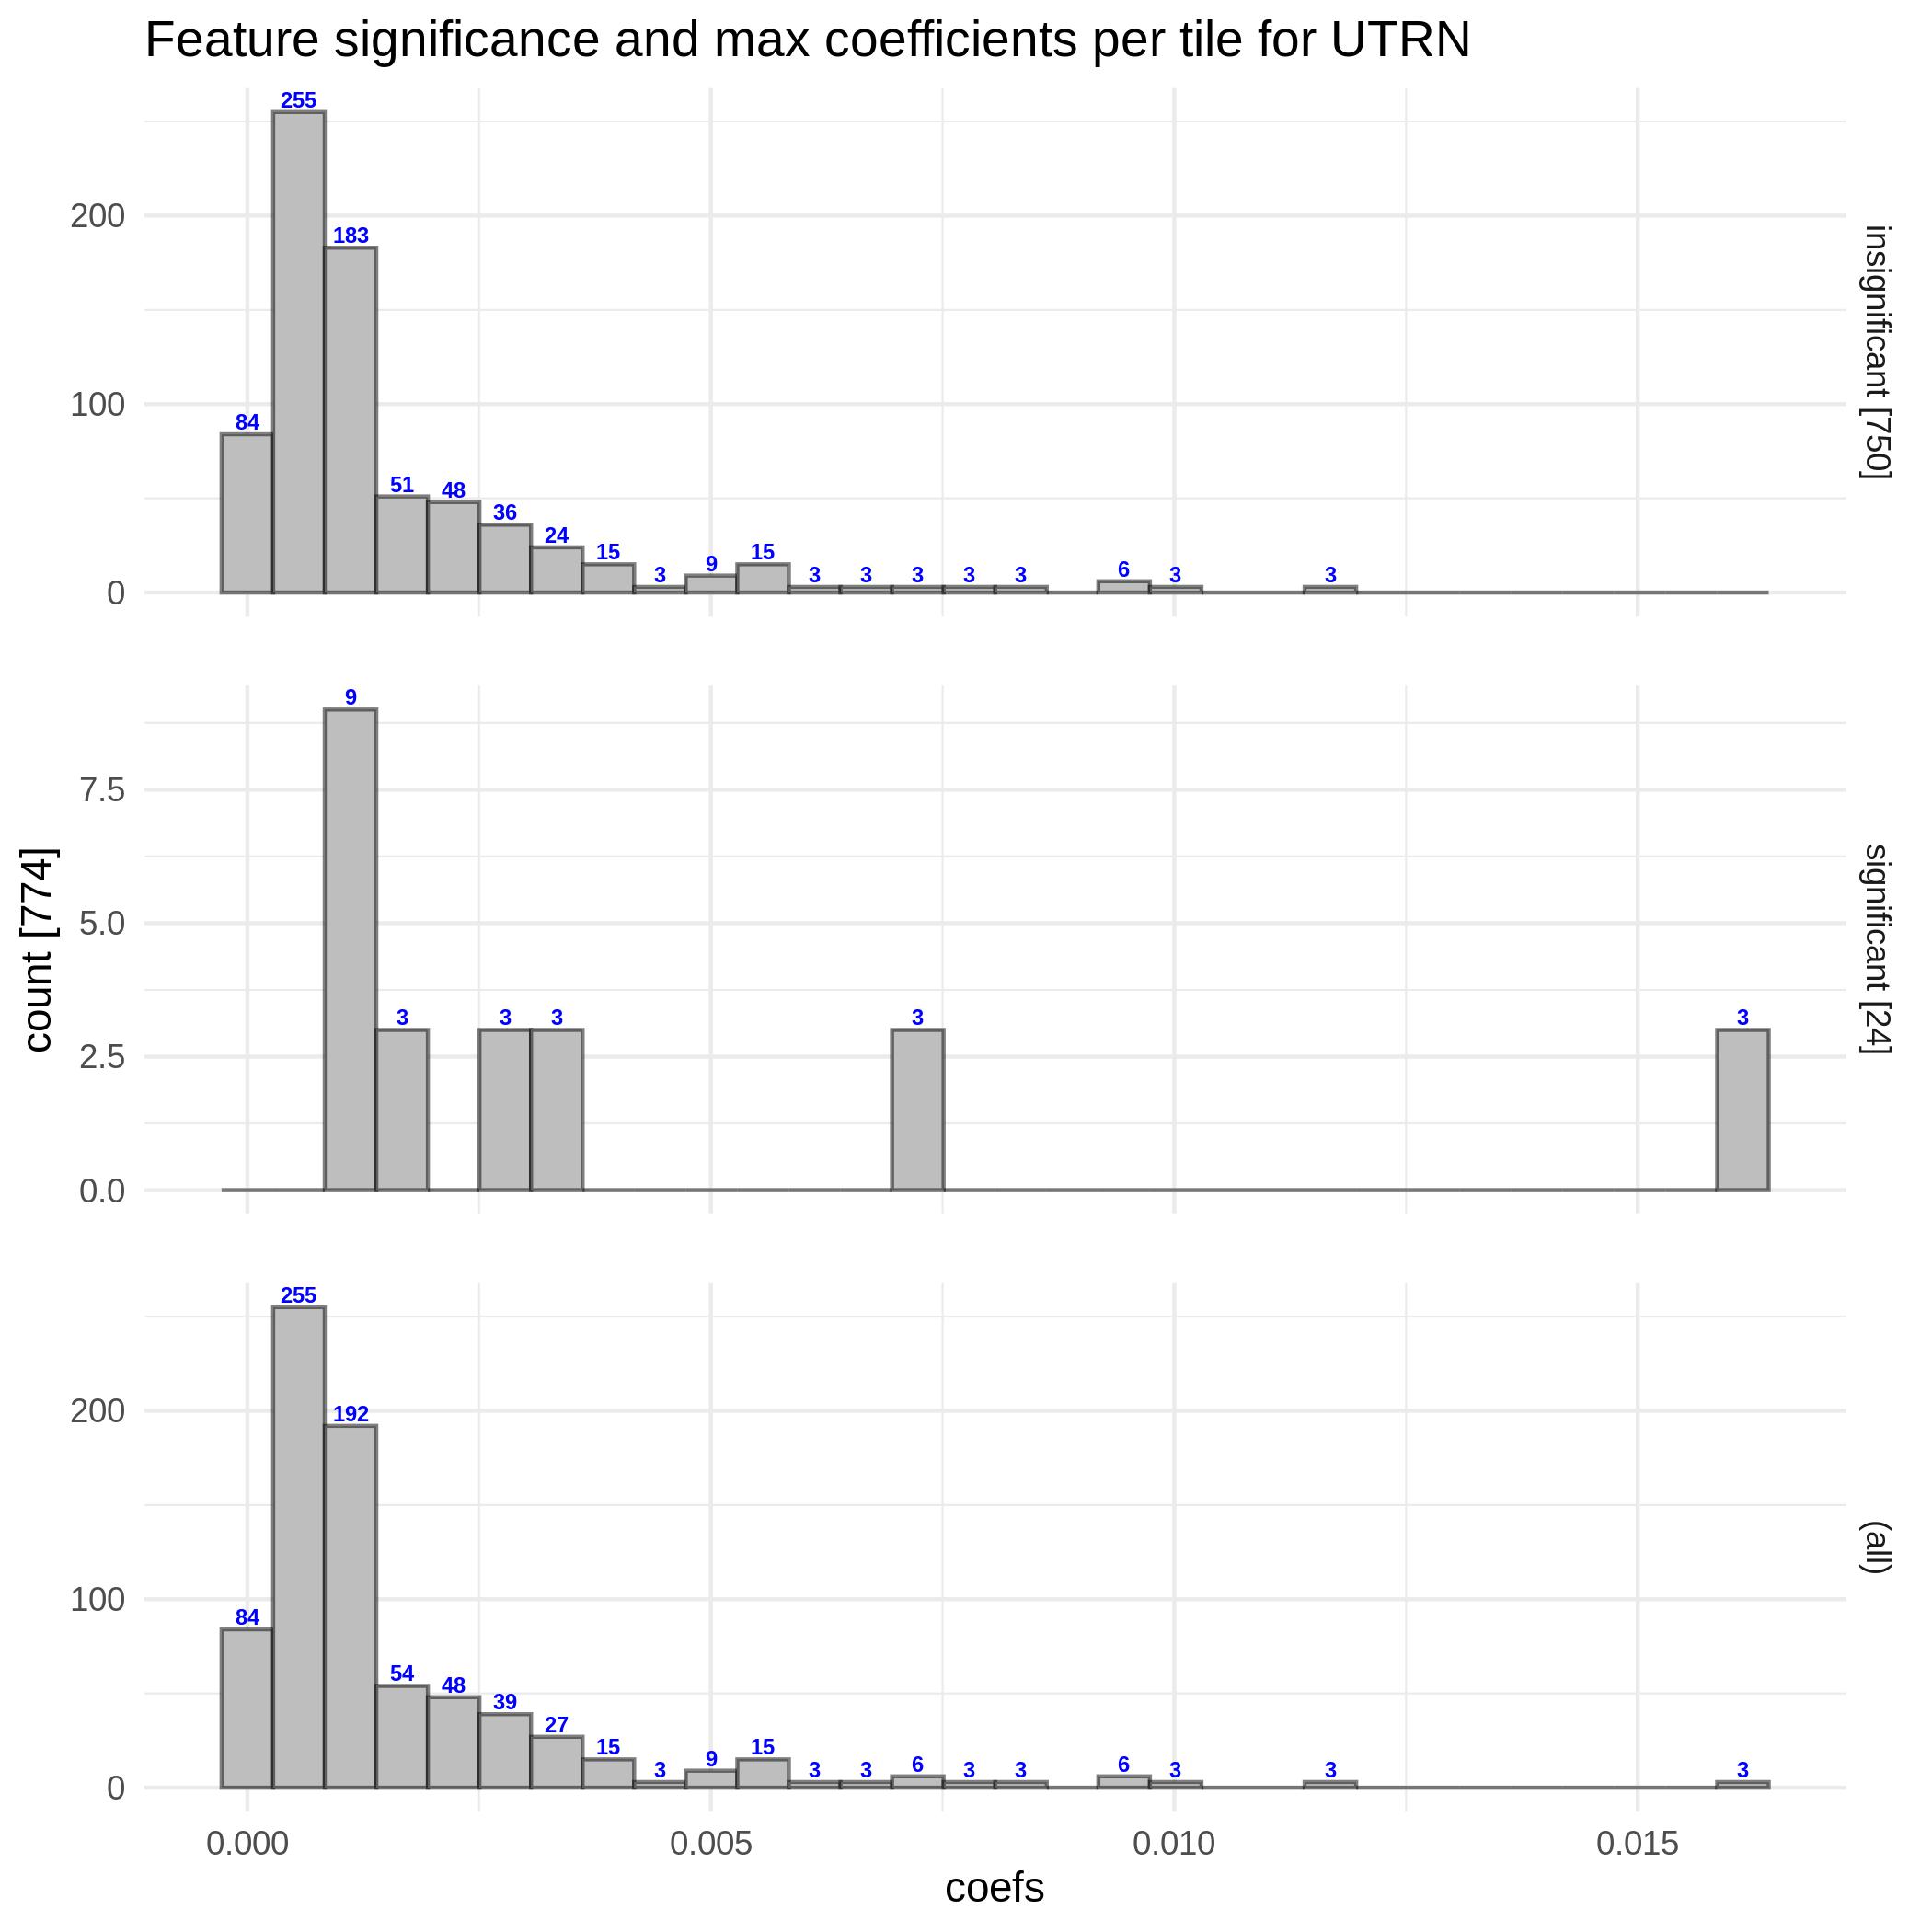 Feature significance and max coefficients per tile for UTRN
255
183
84
51 48 36 24 15 3 9 15 3 3 3 3 3 6 3 3
200
100
0
insignificant [750]
9
3 3 3 3 3
7.5
5.0
2.5
0.0
significant [24]
count [774]
255
192
84
54 48 39 27 15 3 9 15 3 3 6 3 3 6 3 3 3
200
100
0
(all)
0.000 0.005 0.010 0.015
coefs